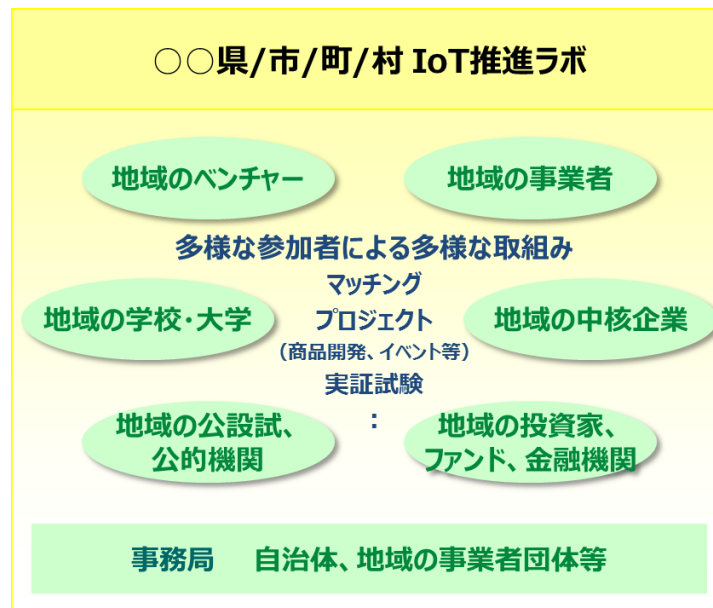 ○○県/市/町/村 IoT推進ラボ
地域のベンチャー
地域の事業者
多様な参加者による多様な取組み
マッチング
地域の学校・大学
プロジェクト
地域の中核企業
(商品開発、イベント等)
実証試験
:
地域の公設試、
公的機関
地域の投資家、
ファンド、金融機関
事務局 自治体、地域の事業者団体等